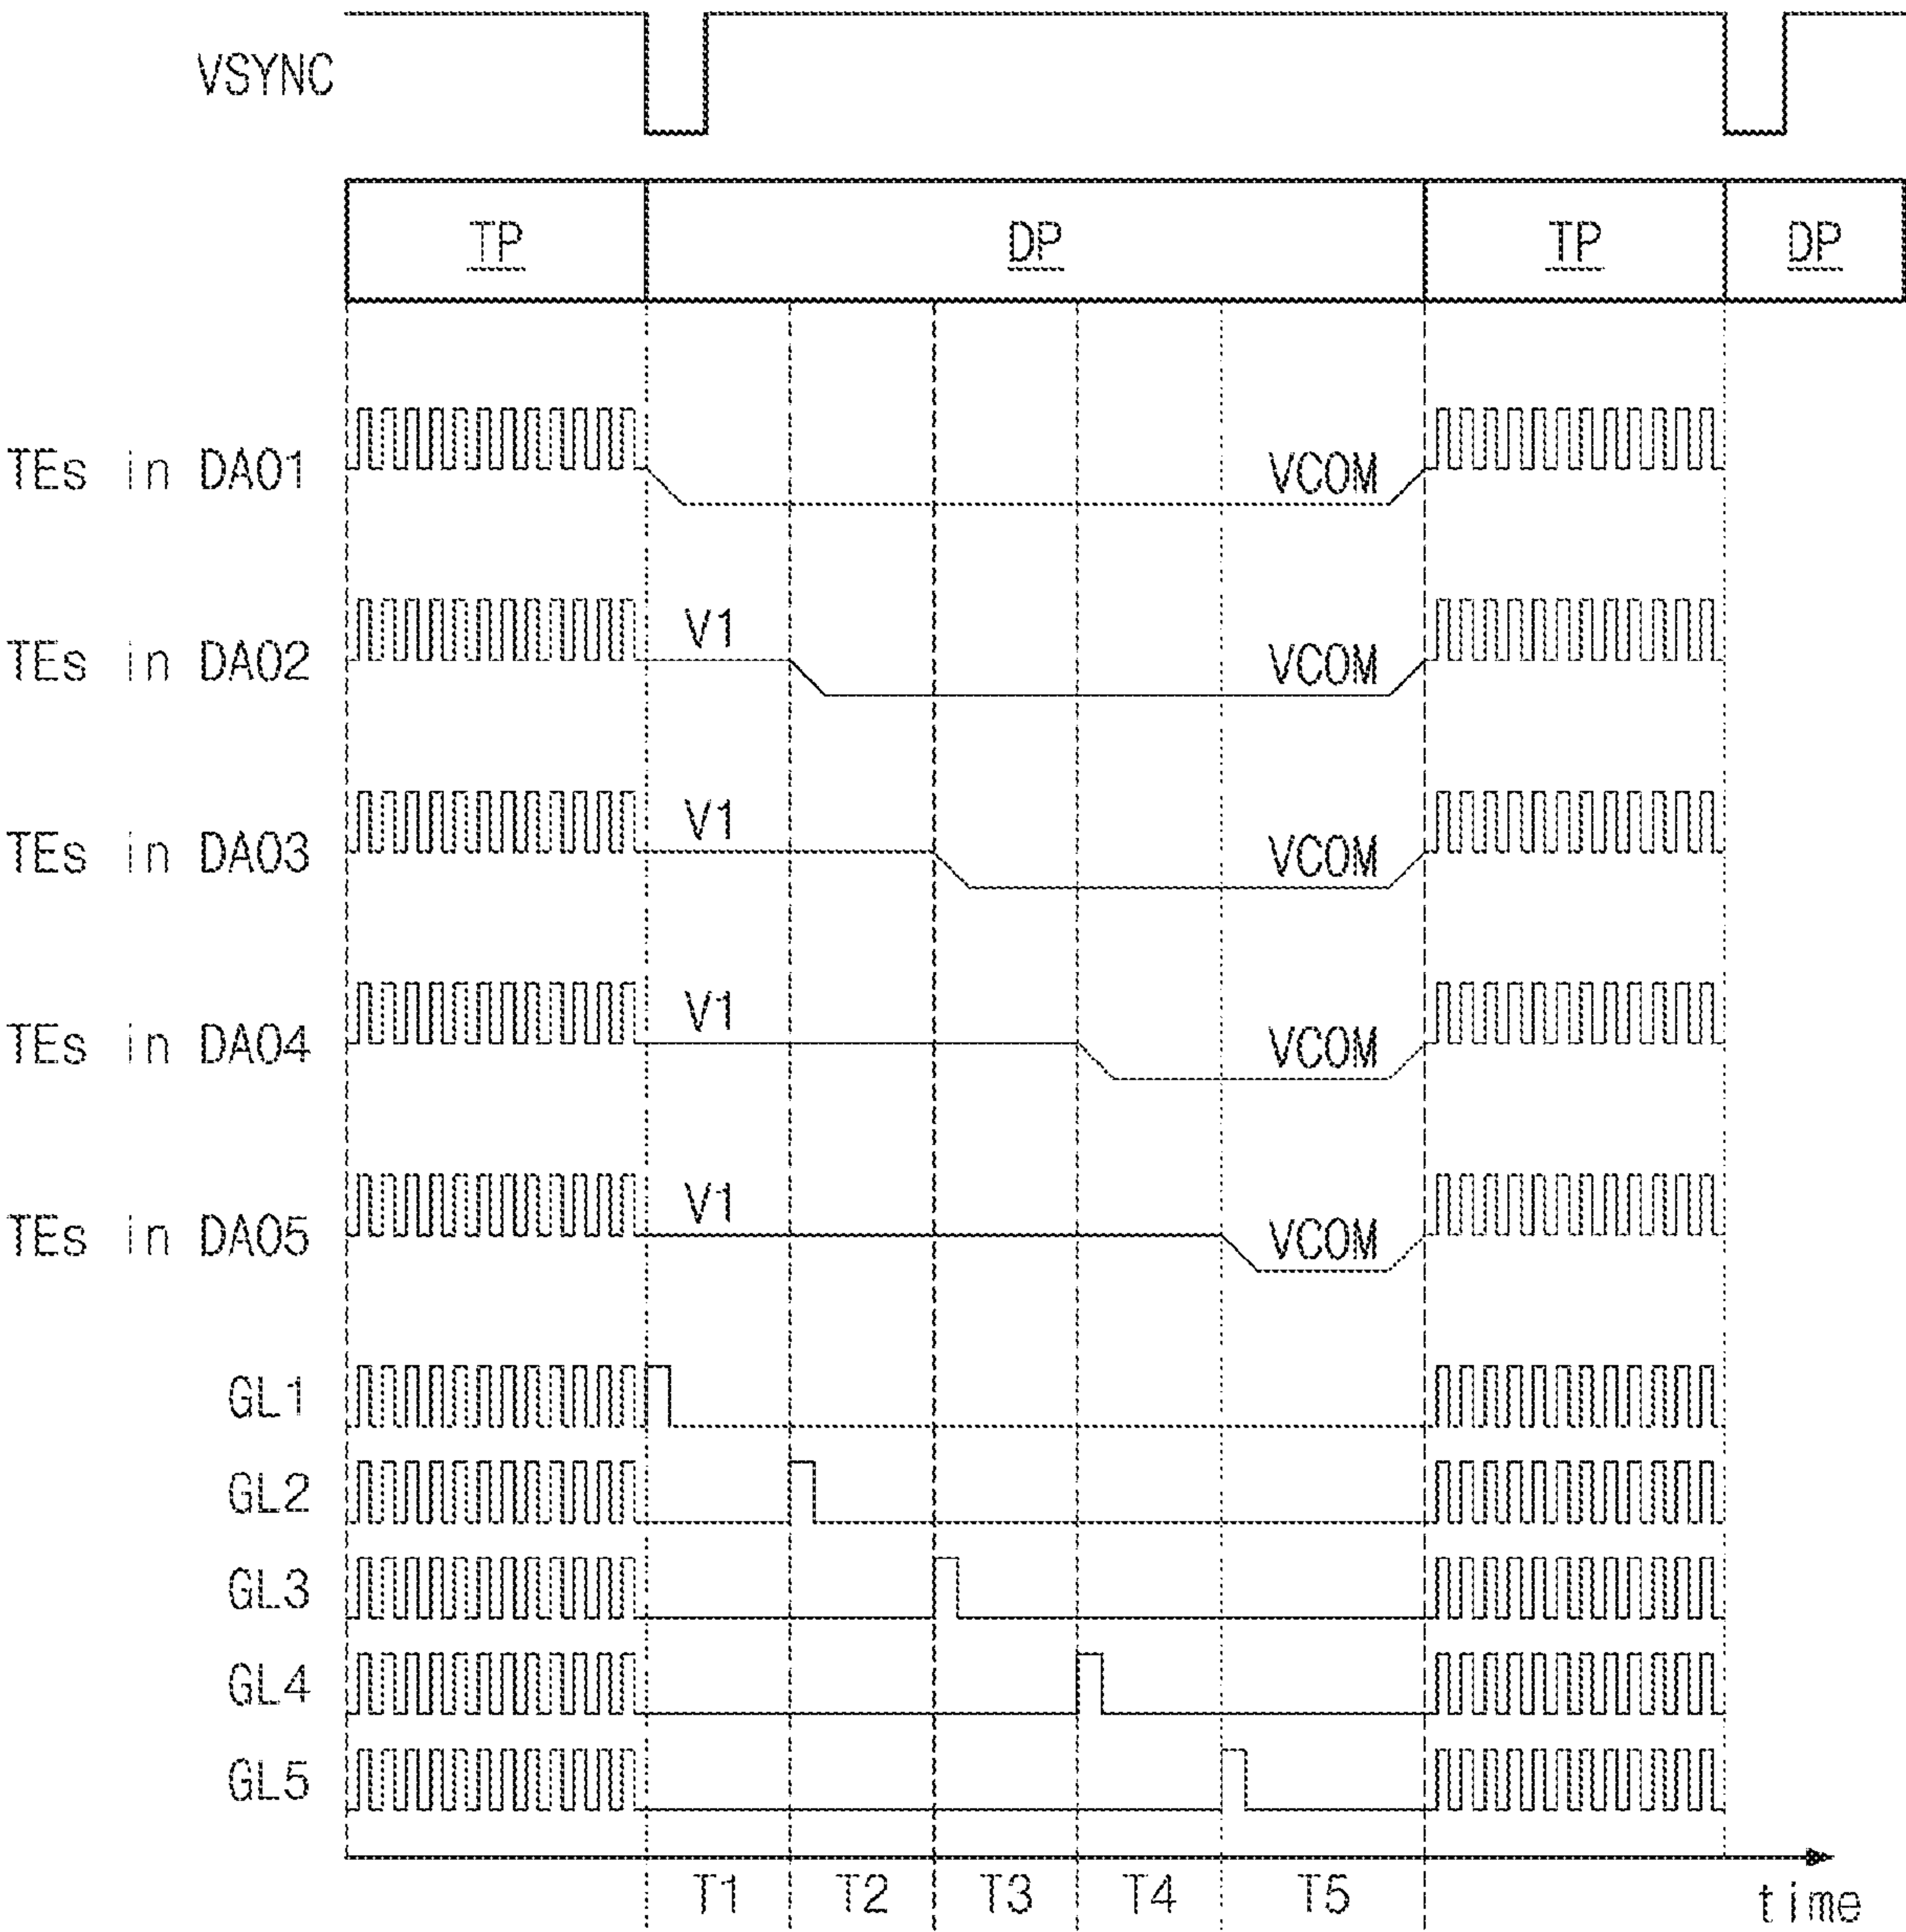 VSYNC
TP DP TP DP
TEs in DA01 VCOM
TEs in DA02 V1 VCOM
TEs in DA03 V1 VCOM
TEs in DA04 V1 VCOM
TEs in DA05 V1 VCOM
GL1
GL2
GL3
GL4
GL5
T1 T2 T3 T4 T5 time